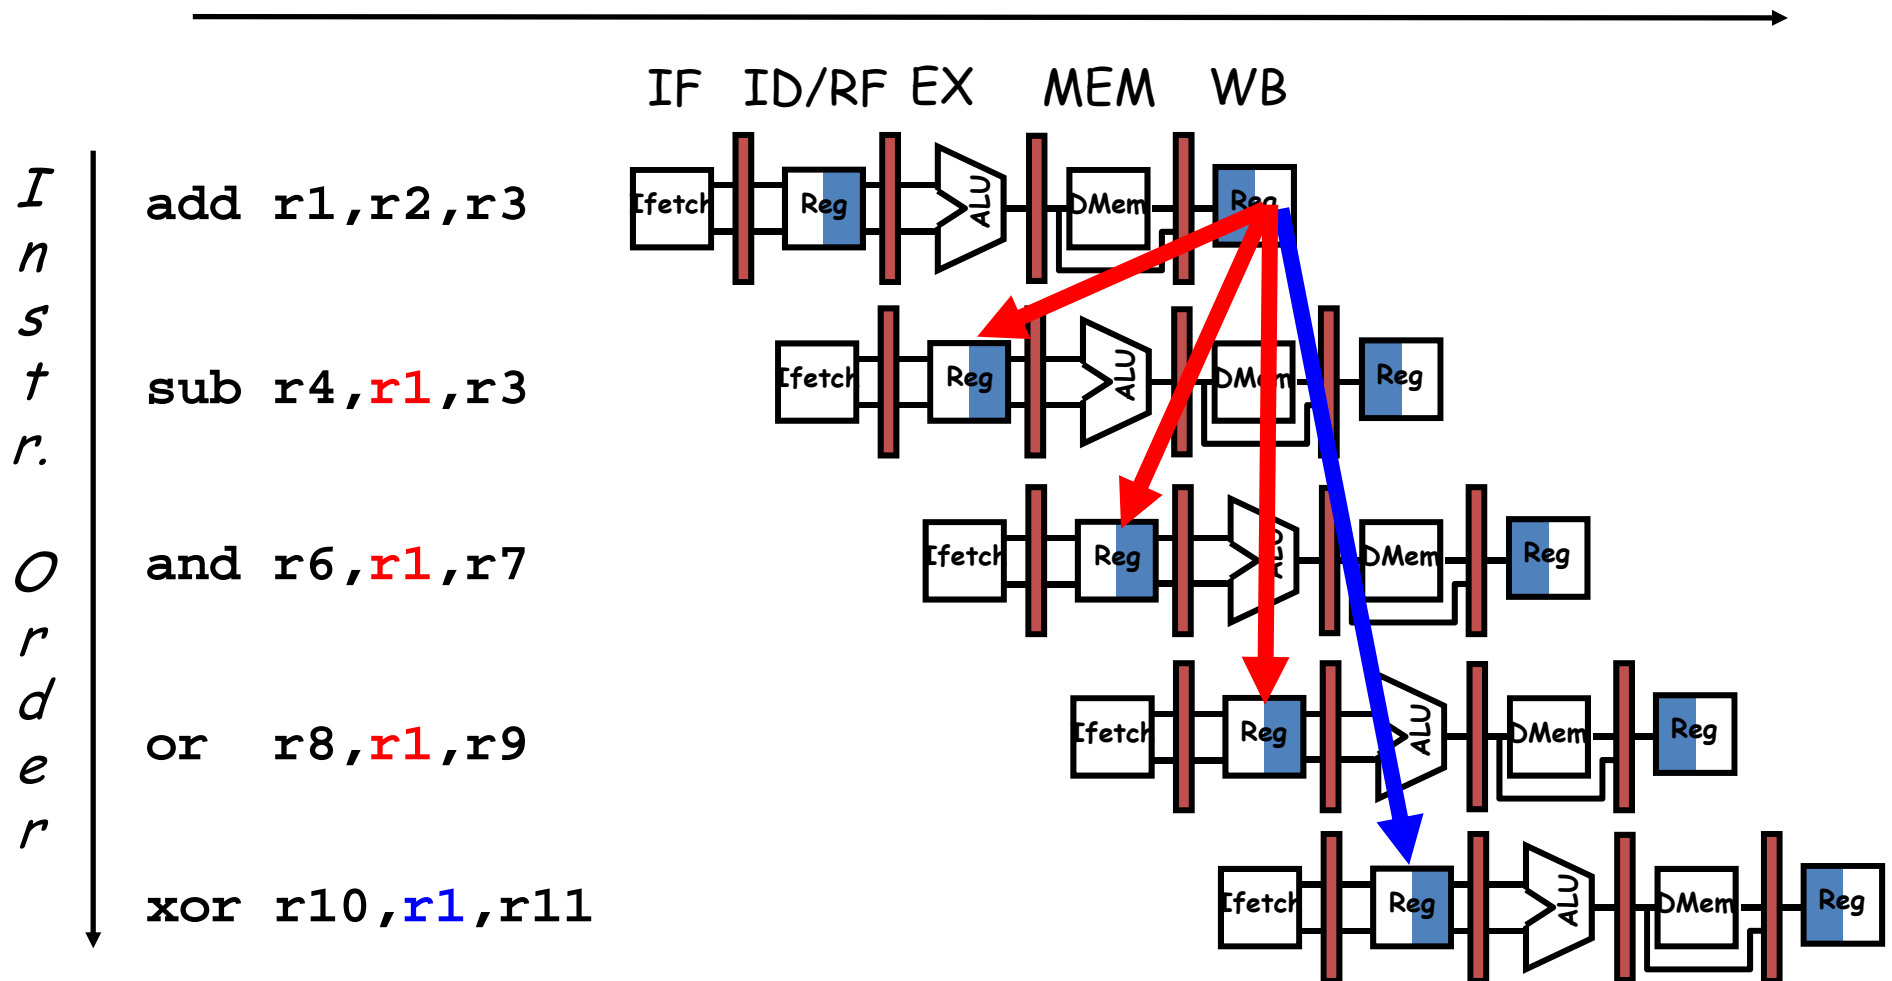 IF ID/RF EX MEM WB
Instr. Order
add r1,r2,r3
Ifetch Reg ALU DMem Reg
sub r4,r1,r3
Ifetch Reg ALU DMem Reg
and r6,r1,r7
Ifetch Reg ALU DMem Reg
or r8,r1,r9
Ifetch Reg ALU DMem Reg
xor r10,r1,r11
Ifetch Reg ALU DMem Reg